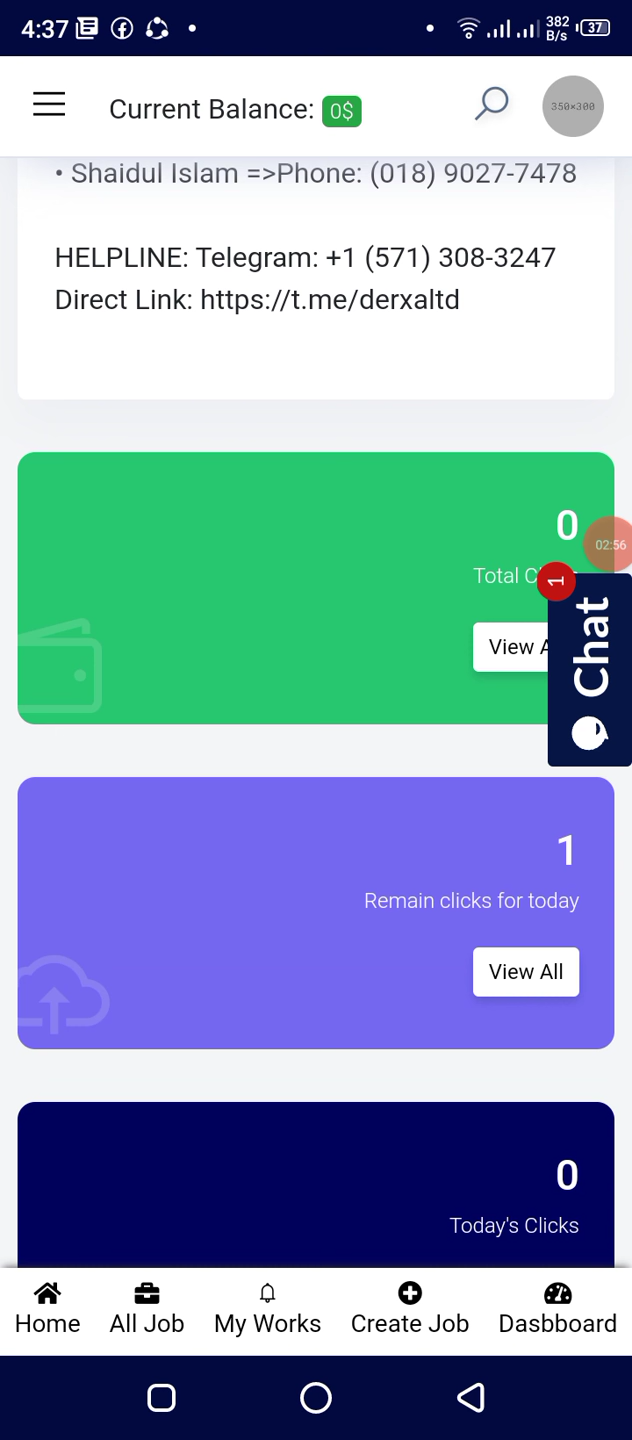 4:37
382
B/s
37
Current Balance: 0$
350×300
• Shaidul Islam =>Phone: (018) 9027-7478
HELPLINE: Telegram: +1 (571) 308-3247
Direct Link: https://t.me/derxaltd
0
02:56
Total
1
View
Chat
1
Remain clicks for today
View All
0
Today's Clicks
Home
All Job
My Works
Create Job
Dasbboard